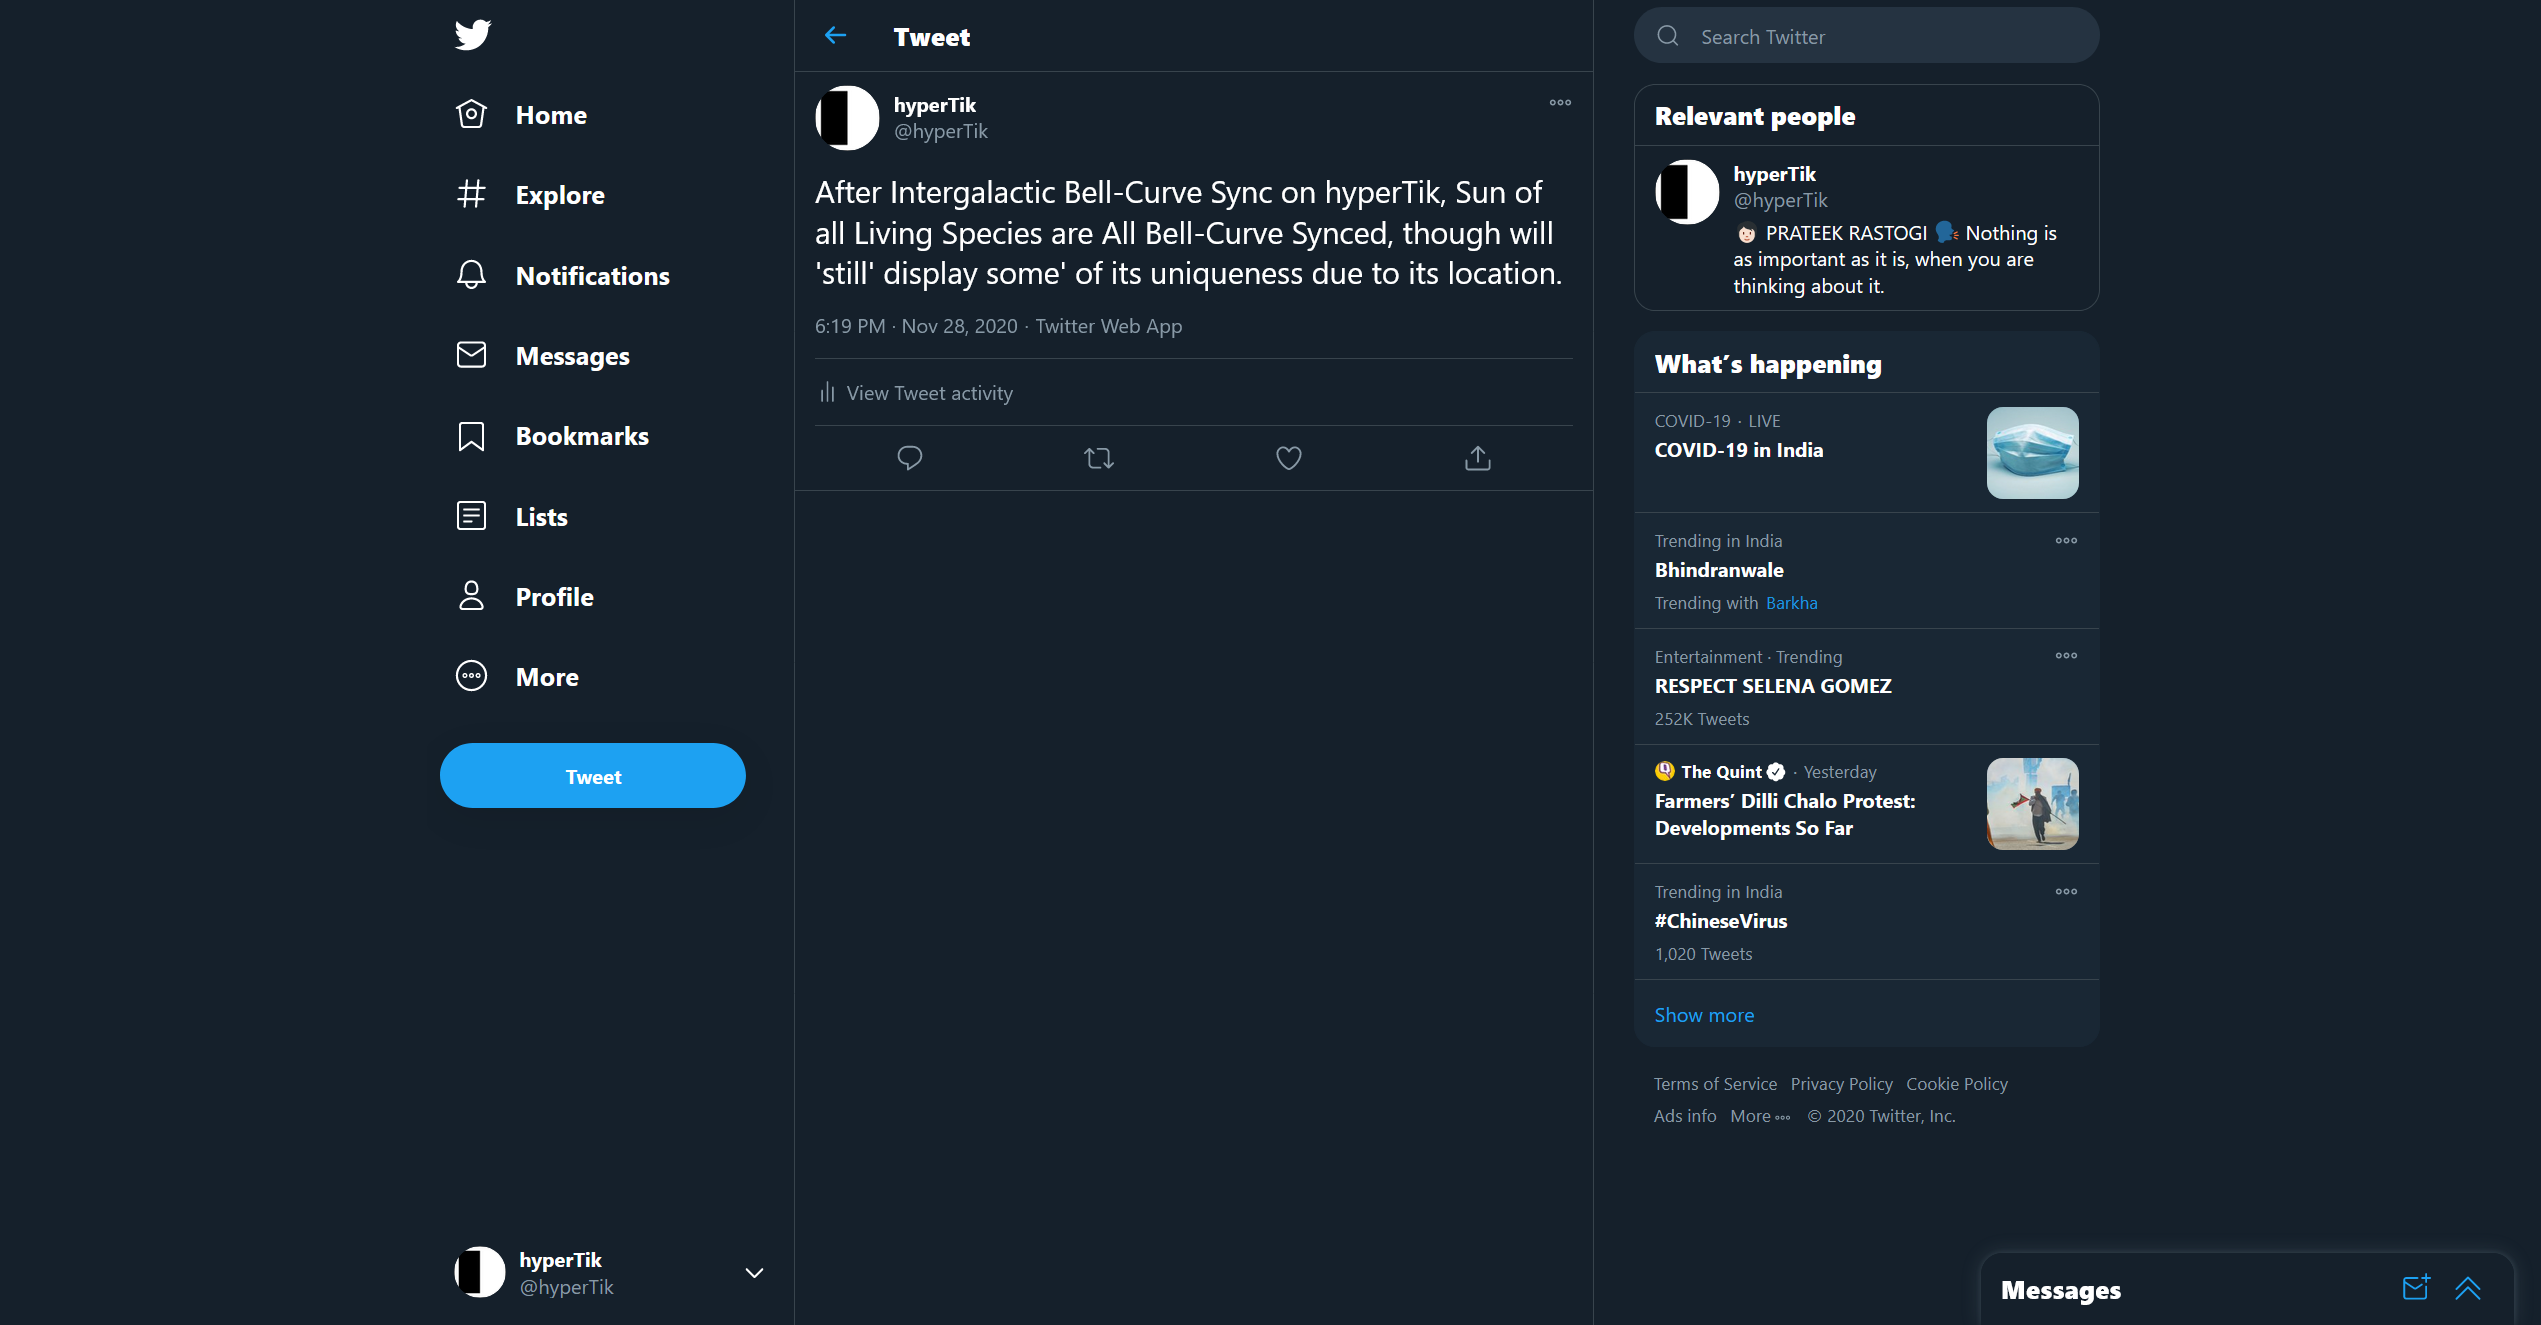 Home
Explore
Notifications
Messages
Bookmarks
Lists
Profile
More
Tweet
hyperTik
@hyperTik
Tweet
hyperTik
@hyperTik
After Intergalactic Bell-Curve Sync on hyperTik, Sun of
all Living Species are All Bell-Curve Synced, though will
'still' display some' of its uniqueness due to its location.
6:19 PM · Nov 28, 2020 · Twitter Web App
View Tweet activity
Search Twitter
Relevant people
hyperTik
@hyperTik
PRATEEK RASTOGI 🗣 Nothing is
as important as it is, when you are
thinking about it.
What's happening
COVID-19 · LIVE
COVID-19 in India
Trending in India
Bhindranwale
Trending with Barkha
Entertainment · Trending
RESPECT SELENA GOMEZ
252K Tweets
The Quint · Yesterday
Farmers' Dilli Chalo Protest:
Developments So Far
Trending in India
#ChineseVirus
1,020 Tweets
Show more
Terms of Service Privacy Policy Cookie Policy
Ads info More © 2020 Twitter, Inc.
Messages